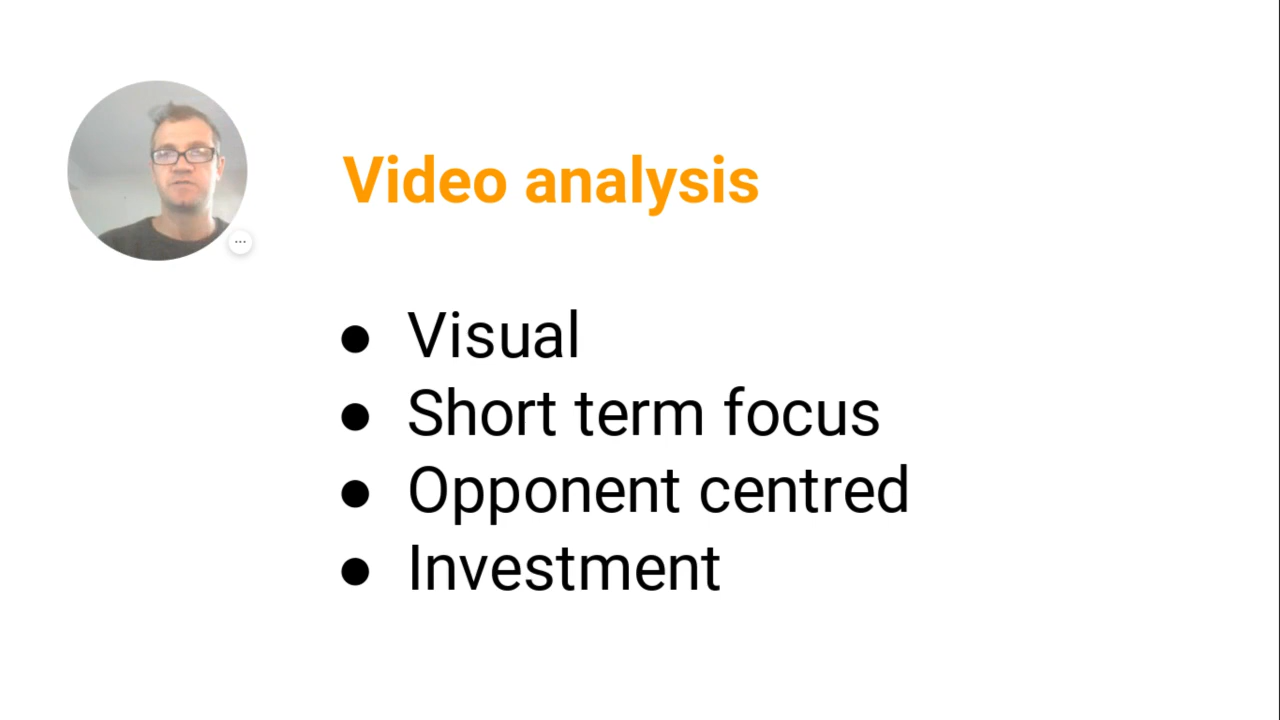 Video analysis
● Visual
● Short term focus
● Opponent centred
● Investment